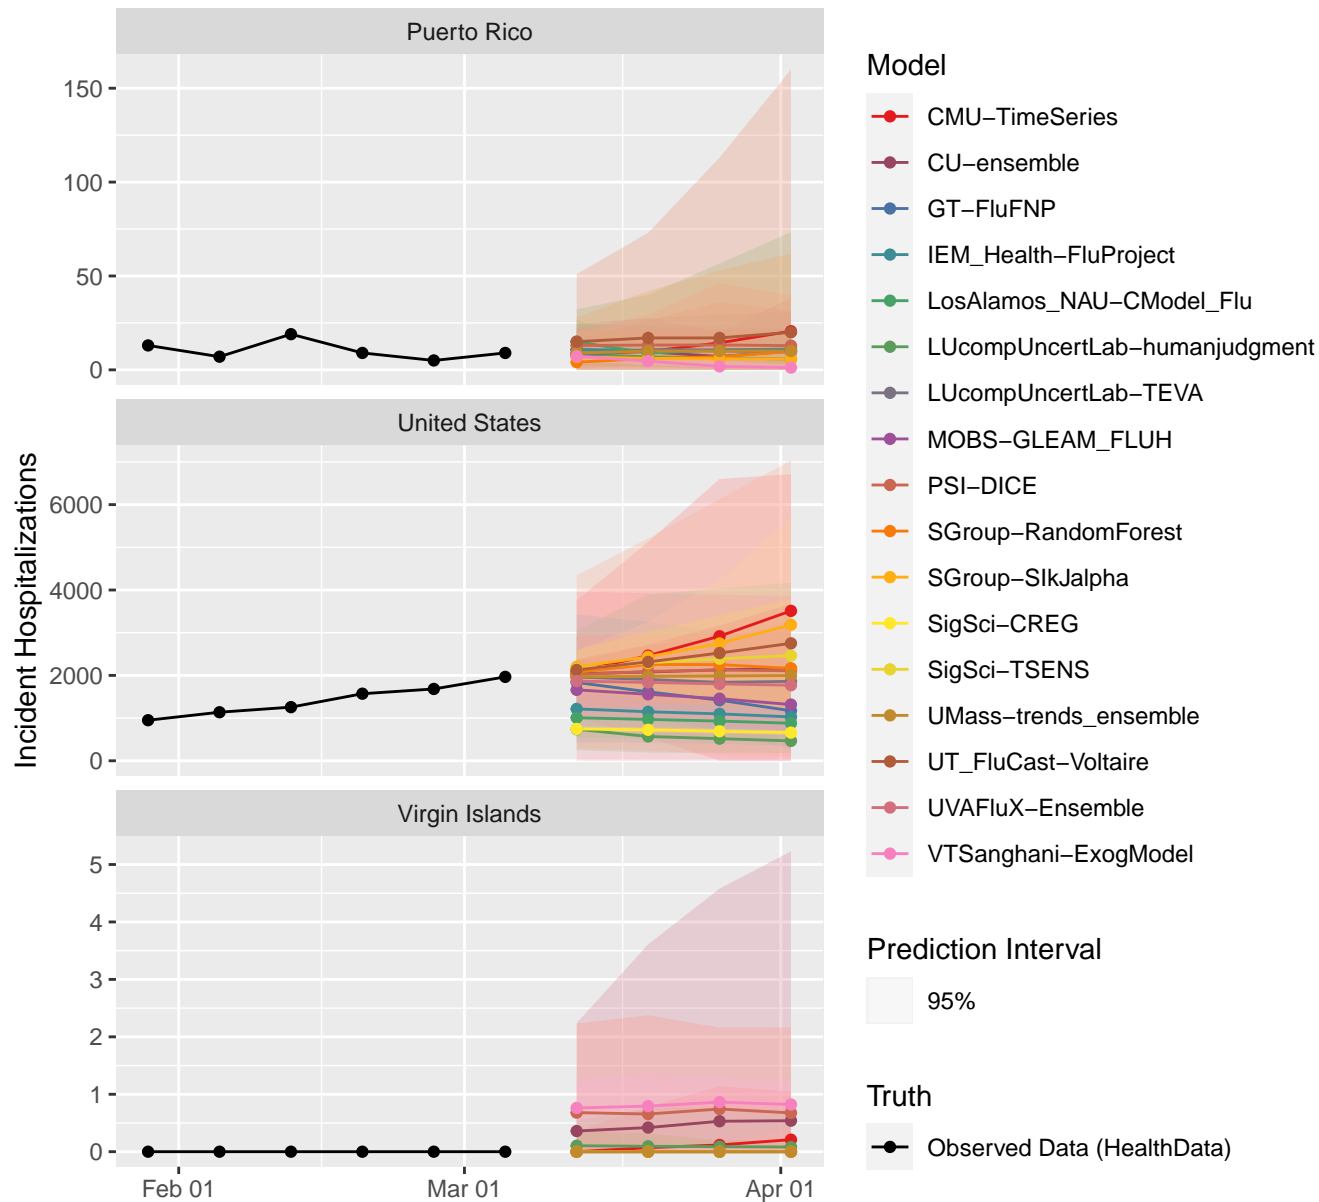 Puerto Rico
150
100
50
0
United States
6000
4000
2000
0
Virgin Islands
5
4
3
2
1
0
Feb 01
Mar 01
Apr 01
Incident Hospitalizations
Model
CMU−TimeSeries
CU−ensemble
GT−FluFNP
IEM_Health−FluProject
LosAlamos_NAU−CModel_Flu
LUcompUncertLab−humanjudgment
LUcompUncertLab−TEVA
MOBS−GLEAM_FLUH
PSI−DICE
SGroup−RandomForest
SGroup−SIkJalpha
SigSci−CREG
SigSci−TSENS
UMass−trends_ensemble
UT_FluCast−Voltaire
UVAFluX−Ensemble
VTSanghani−ExogModel
Prediction Interval
95%
Truth
Observed Data (HealthData)